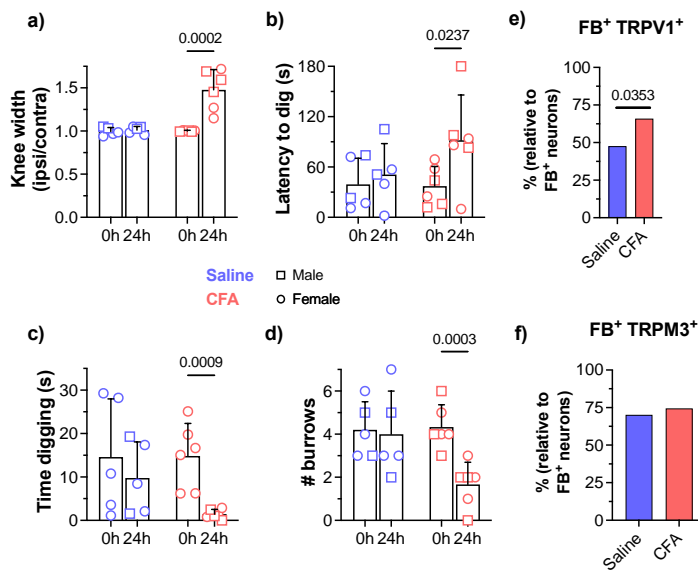 a)
Knee width
(ipsi/contra)
0.0002
1.5
1.0
0.5
0.0
0h 24h
0h 24h
b)
Latency to dig (s)
0.0237
180
120
60
0
0h 24h
0h 24h
e)
FB⁺ TRPV1⁺
% (relative to
FB⁺ neurons)
100
75
50
25
0
0.0353
Saline
CFA
Saline
Male
CFA
Female
c)
Time digging (s)
0.0009
30
20
10
0
0h 24h
0h 24h
d)
# burrows
0.0003
6
4
2
0
0h 24h
0h 24h
f)
FB⁺ TRPM3⁺
% (relative to
FB⁺ neurons)
100
75
50
25
0
Saline
CFA